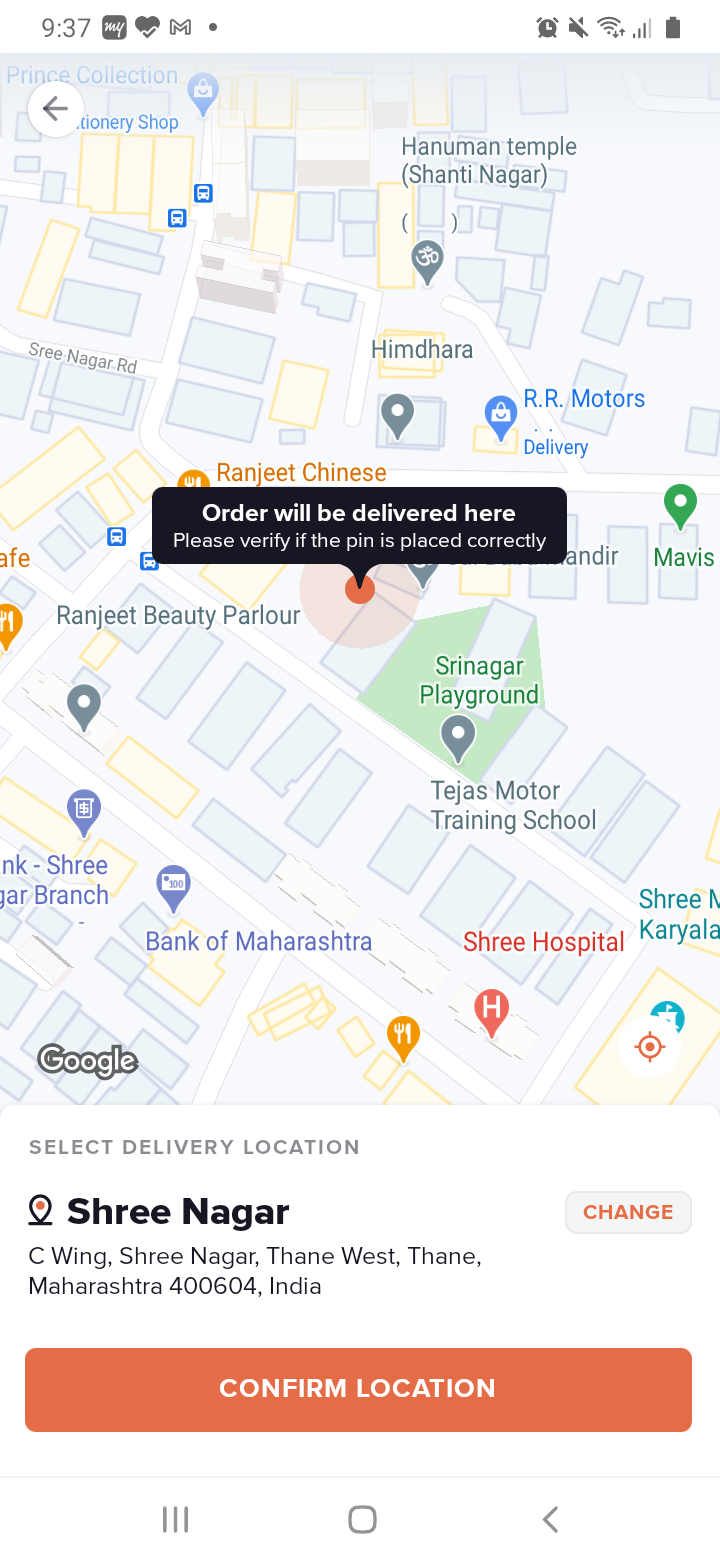 9:37
Prince Collection
tionery Shop
Hanuman temple
(Shanti Nagar)
( )
Sree Nagar Rd
Himdhara
R.R. Motors
Delivery
Ranjeet Chinese
Order will be delivered here
Please verify if the pin is placed correctly
afe
andir
Mavis
Ranjeet Beauty Parlour
Srinagar
Playground
Tejas Motor
Training School
nk - Shree
gar Branch
100
Bank of Maharashtra
Shree M
Karyala
Shree Hospital
H
Google
SELECT DELIVERY LOCATION
Shree Nagar
CHANGE
C Wing, Shree Nagar, Thane West, Thane,
Maharashtra 400604, India
CONFIRM LOCATION